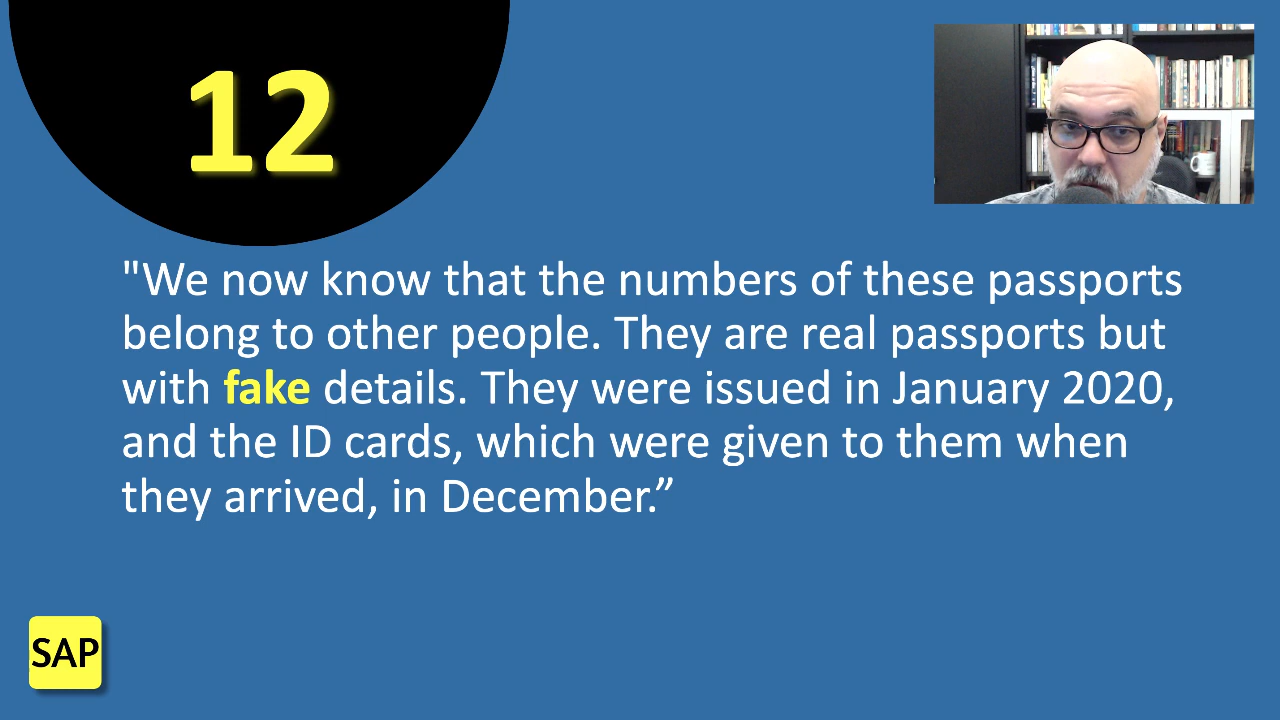 12
"We now know that the numbers of these passports
belong to other people. They are real passports but
with fake details. They were issued in January 2020,
and the ID cards, which were given to them when
they arrived, in December.”
SAP